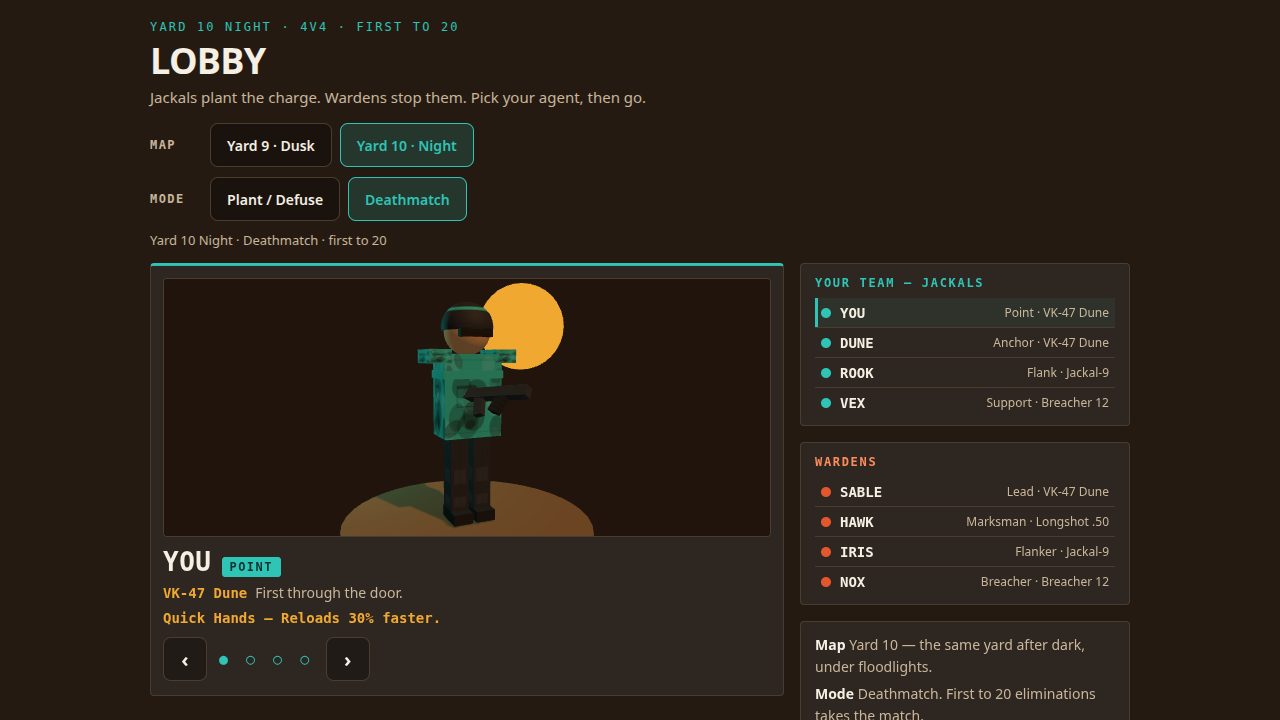 YARD 10 NIGHT · 4V4 · FIRST TO 20
LOBBY
Jackals plant the charge. Wardens stop them. Pick your agent, then go.
MAP
Yard 9 · Dusk
Yard 10 · Night
MODE
Plant / Defuse
Deathmatch
Yard 10 Night · Deathmatch · first to 20
YOU POINT
VK-47 Dune First through the door.
Quick Hands — Reloads 30% faster.
‹ ›
YOUR TEAM — JACKALS
YOU Point · VK-47 Dune
DUNE Anchor · VK-47 Dune
ROOK Flank · Jackal-9
VEX Support · Breacher 12
WARDENS
SABLE Lead · VK-47 Dune
HAWK Marksman · Longshot .50
IRIS Flanker · Jackal-9
NOX Breacher · Breacher 12
Map Yard 10 — the same yard after dark,
under floodlights.
Mode Deathmatch. First to 20 eliminations
takes the match.